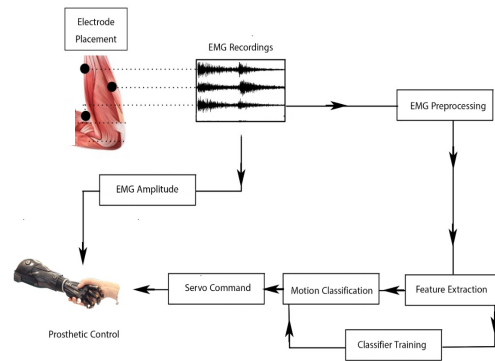 Electrode
Placement
EMG Recordings
EMG Preprocessing
EMG Amplitude
Servo Command
Motion Classification
Feature Extraction
Prosthetic Control
Classifier Training